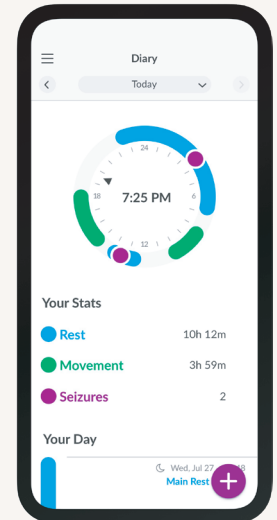 Diary
Today
24
18
7:25 PM
6
12
Your Stats
Rest 10h 12m
Movement 3h 59m
Seizures 2
Your Day
Wed, Jul 27
Main Rest